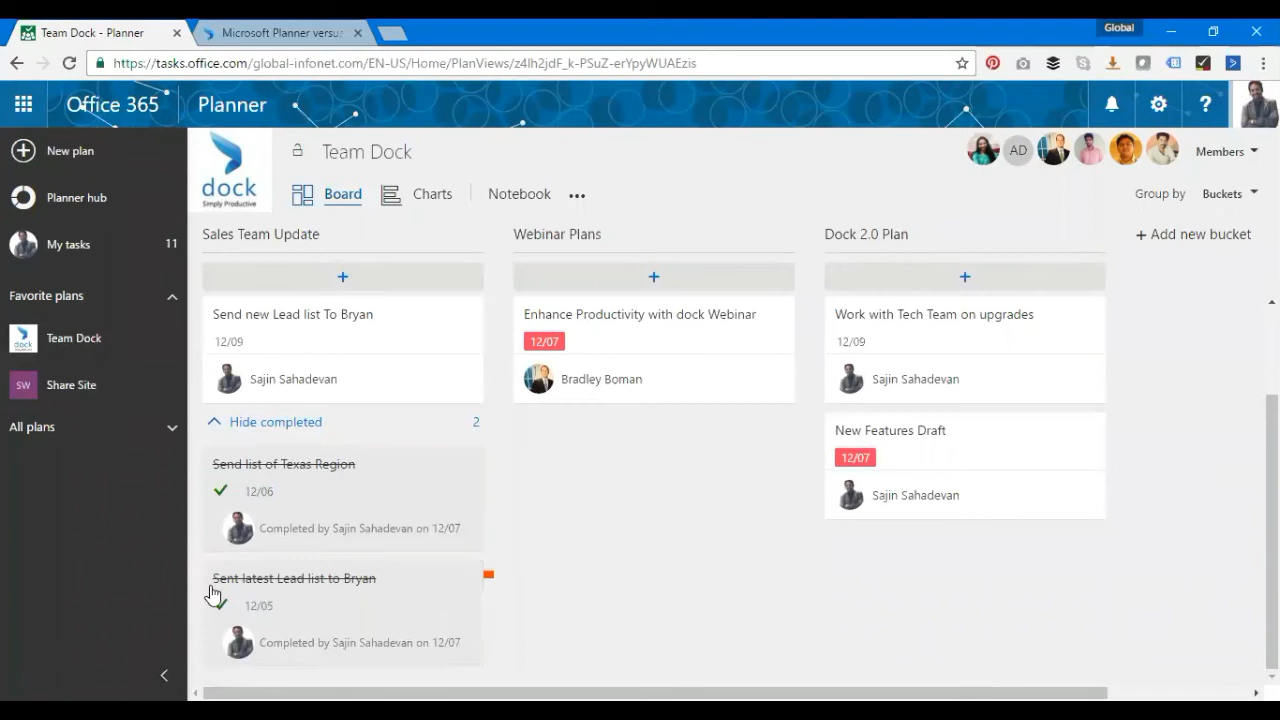 Team Dock - Planner
Microsoft Planner versu
Global
https://tasks.office.com/global-infonet.com/EN-US/Home/PlanViews/z4lh2jdF_k-PSuZ-erYpyWUAEzis
Office 365
Planner
?
New plan
Planner hub
My tasks 11
Favorite plans
Team Dock
SW Share Site
All plans
dock
Simply Productive
Team Dock
AD
Members
Board
Charts
Notebook
Group by Buckets
Sales Team Update
Send new Lead list To Bryan
12/09
Sajin Sahadevan
Hide completed 2
Send list of Texas Region
12/06
Completed by Sajin Sahadevan on 12/07
Sent latest Lead list to Bryan
12/05
Completed by Sajin Sahadevan on 12/07
Webinar Plans
Enhance Productivity with dock Webinar
12/07
Bradley Boman
Dock 2.0 Plan
Work with Tech Team on upgrades
12/09
Sajin Sahadevan
New Features Draft
12/07
Sajin Sahadevan
+ Add new bucket